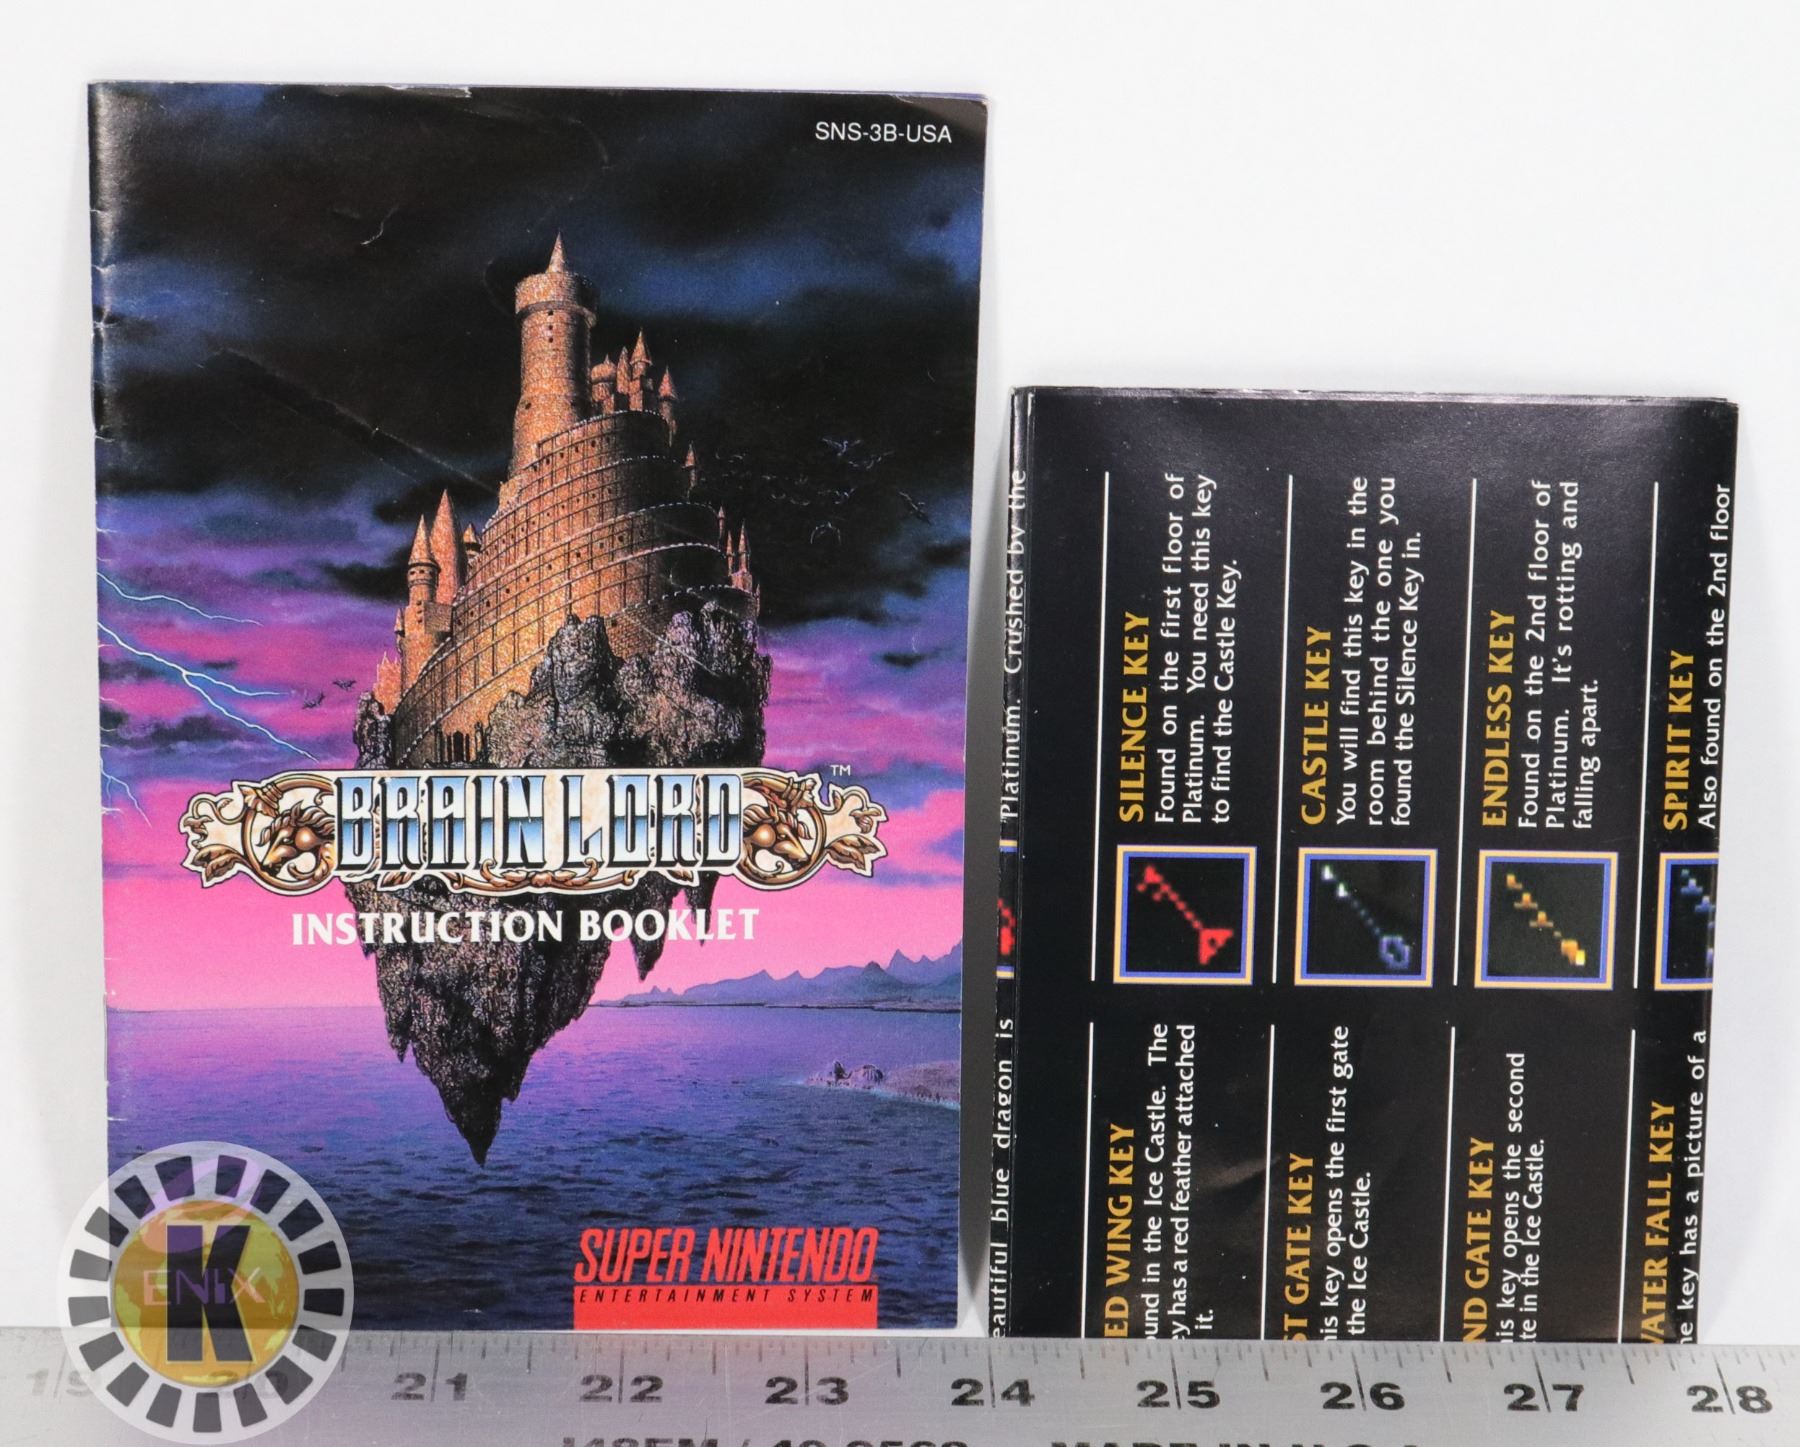 SNS-3B-USA
BRAIN LORD
TM
INSTRUCTION BOOKLET
SUPER NINTENDO
ENTERTAINMENT SYSTEM
K
ENIX
Platinum. Crushed by the
SILENCE KEY
Found on the first floor of
Platinum. You need this key
to find the Castle Key.
CASTLE KEY
You will find this key in the
room behind the one you
found the Silence Key in.
ENDLESS KEY
Found on the 2nd floor of
Platinum. It's rotting and
falling apart.
SPIRIT KEY
Also found on the 2nd floor
eautiful blue dragon is
ED WING KEY
ound in the Ice Castle. The
ey has a red feather attached
it.
ST GATE KEY
is key opens the first gate
the Ice Castle.
ND GATE KEY
is key opens the second
te in the Ice Castle.
WATER FALL KEY
e key has a picture of a
19 20 21 22 23 24 25 26 27 28